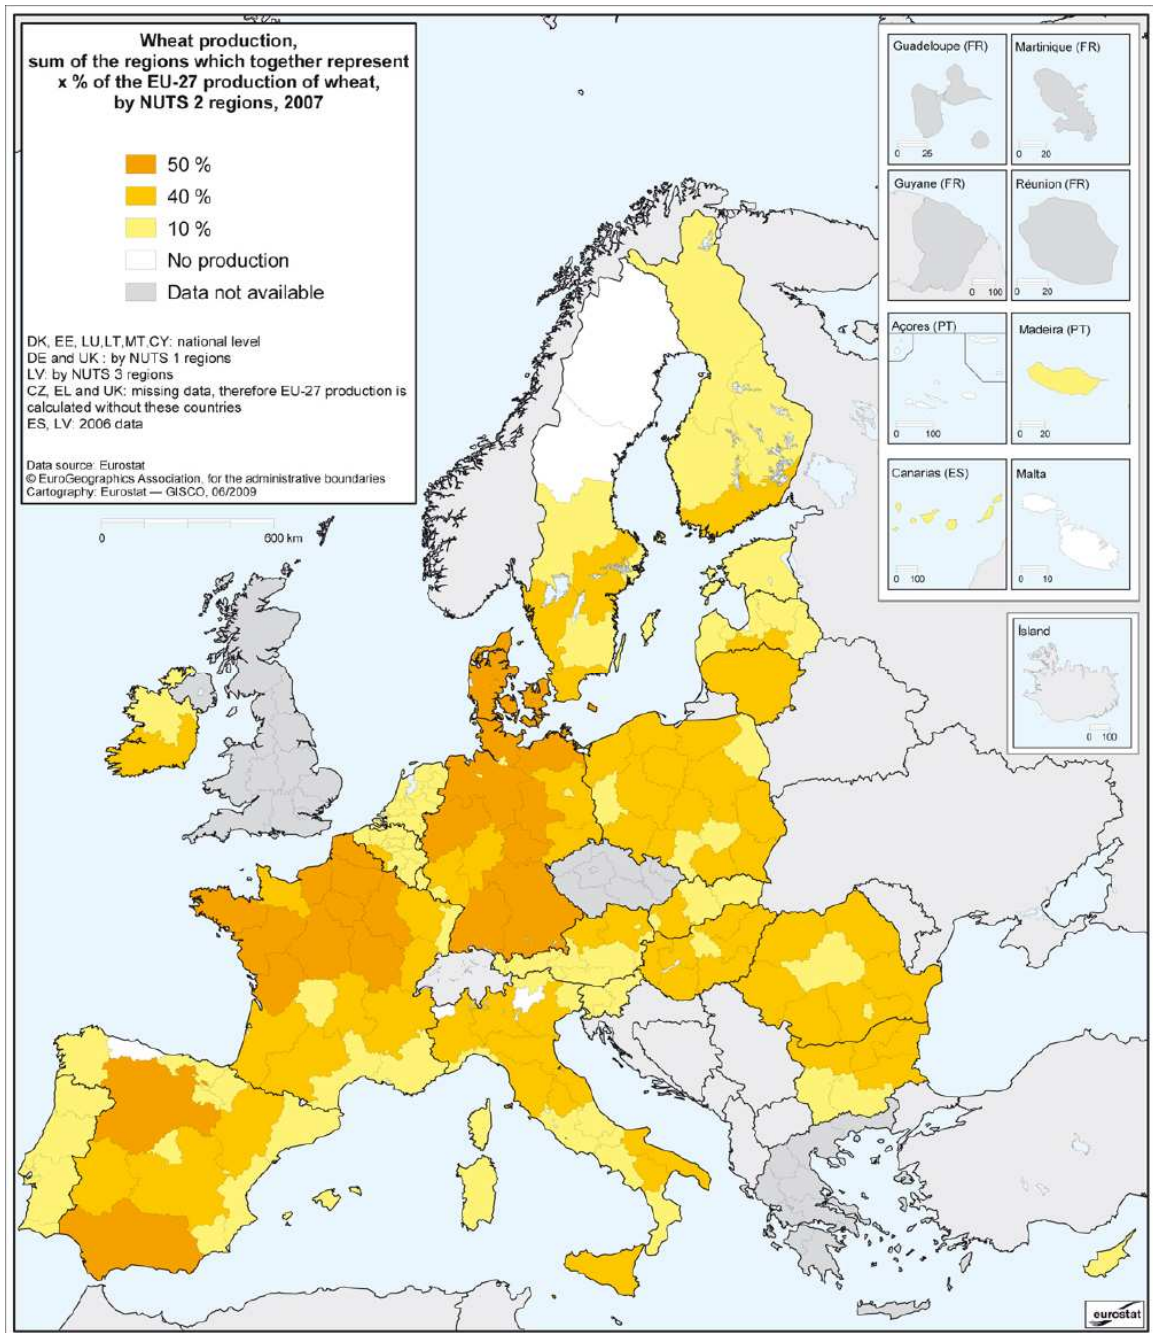 Wheat production,
sum of the regions which together represent
x % of the EU-27 production of wheat,
by NUTS 2 regions, 2007
50 %
40 %
10 %
No production
Data not available
DK, EE, LU,LT,MT,CY: national level
DE and UK : by NUTS 1 regions
LV: by NUTS 3 regions
CZ, EL and UK: missing data, therefore EU-27 production is
calculated without these countries
ES, LV: 2006 data
Data source: Eurostat
© EuroGeographics Association, for the administrative boundaries
Cartography: Eurostat — GISCO, 06/2009
0 600 km
Guadeloupe (FR)
0 25
Martinique (FR)
0 20
Guyane (FR)
0 100
Réunion (FR)
0 20
Açores (PT)
0 100
Madeira (PT)
0 20
Canarias (ES)
0 100
Malta
0 10
Ísland
0 100
eurostat